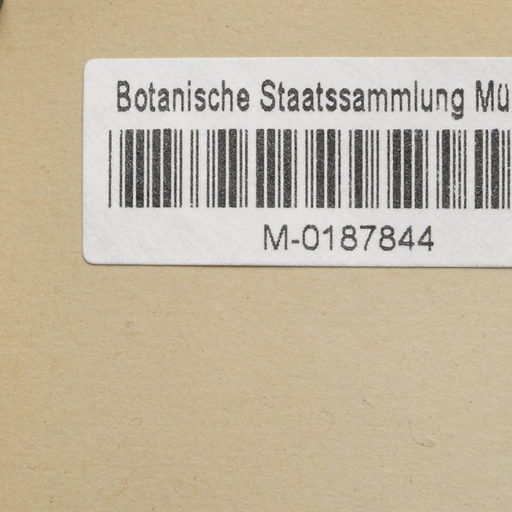 Botanische Staatssammlung Mü
M-0187844